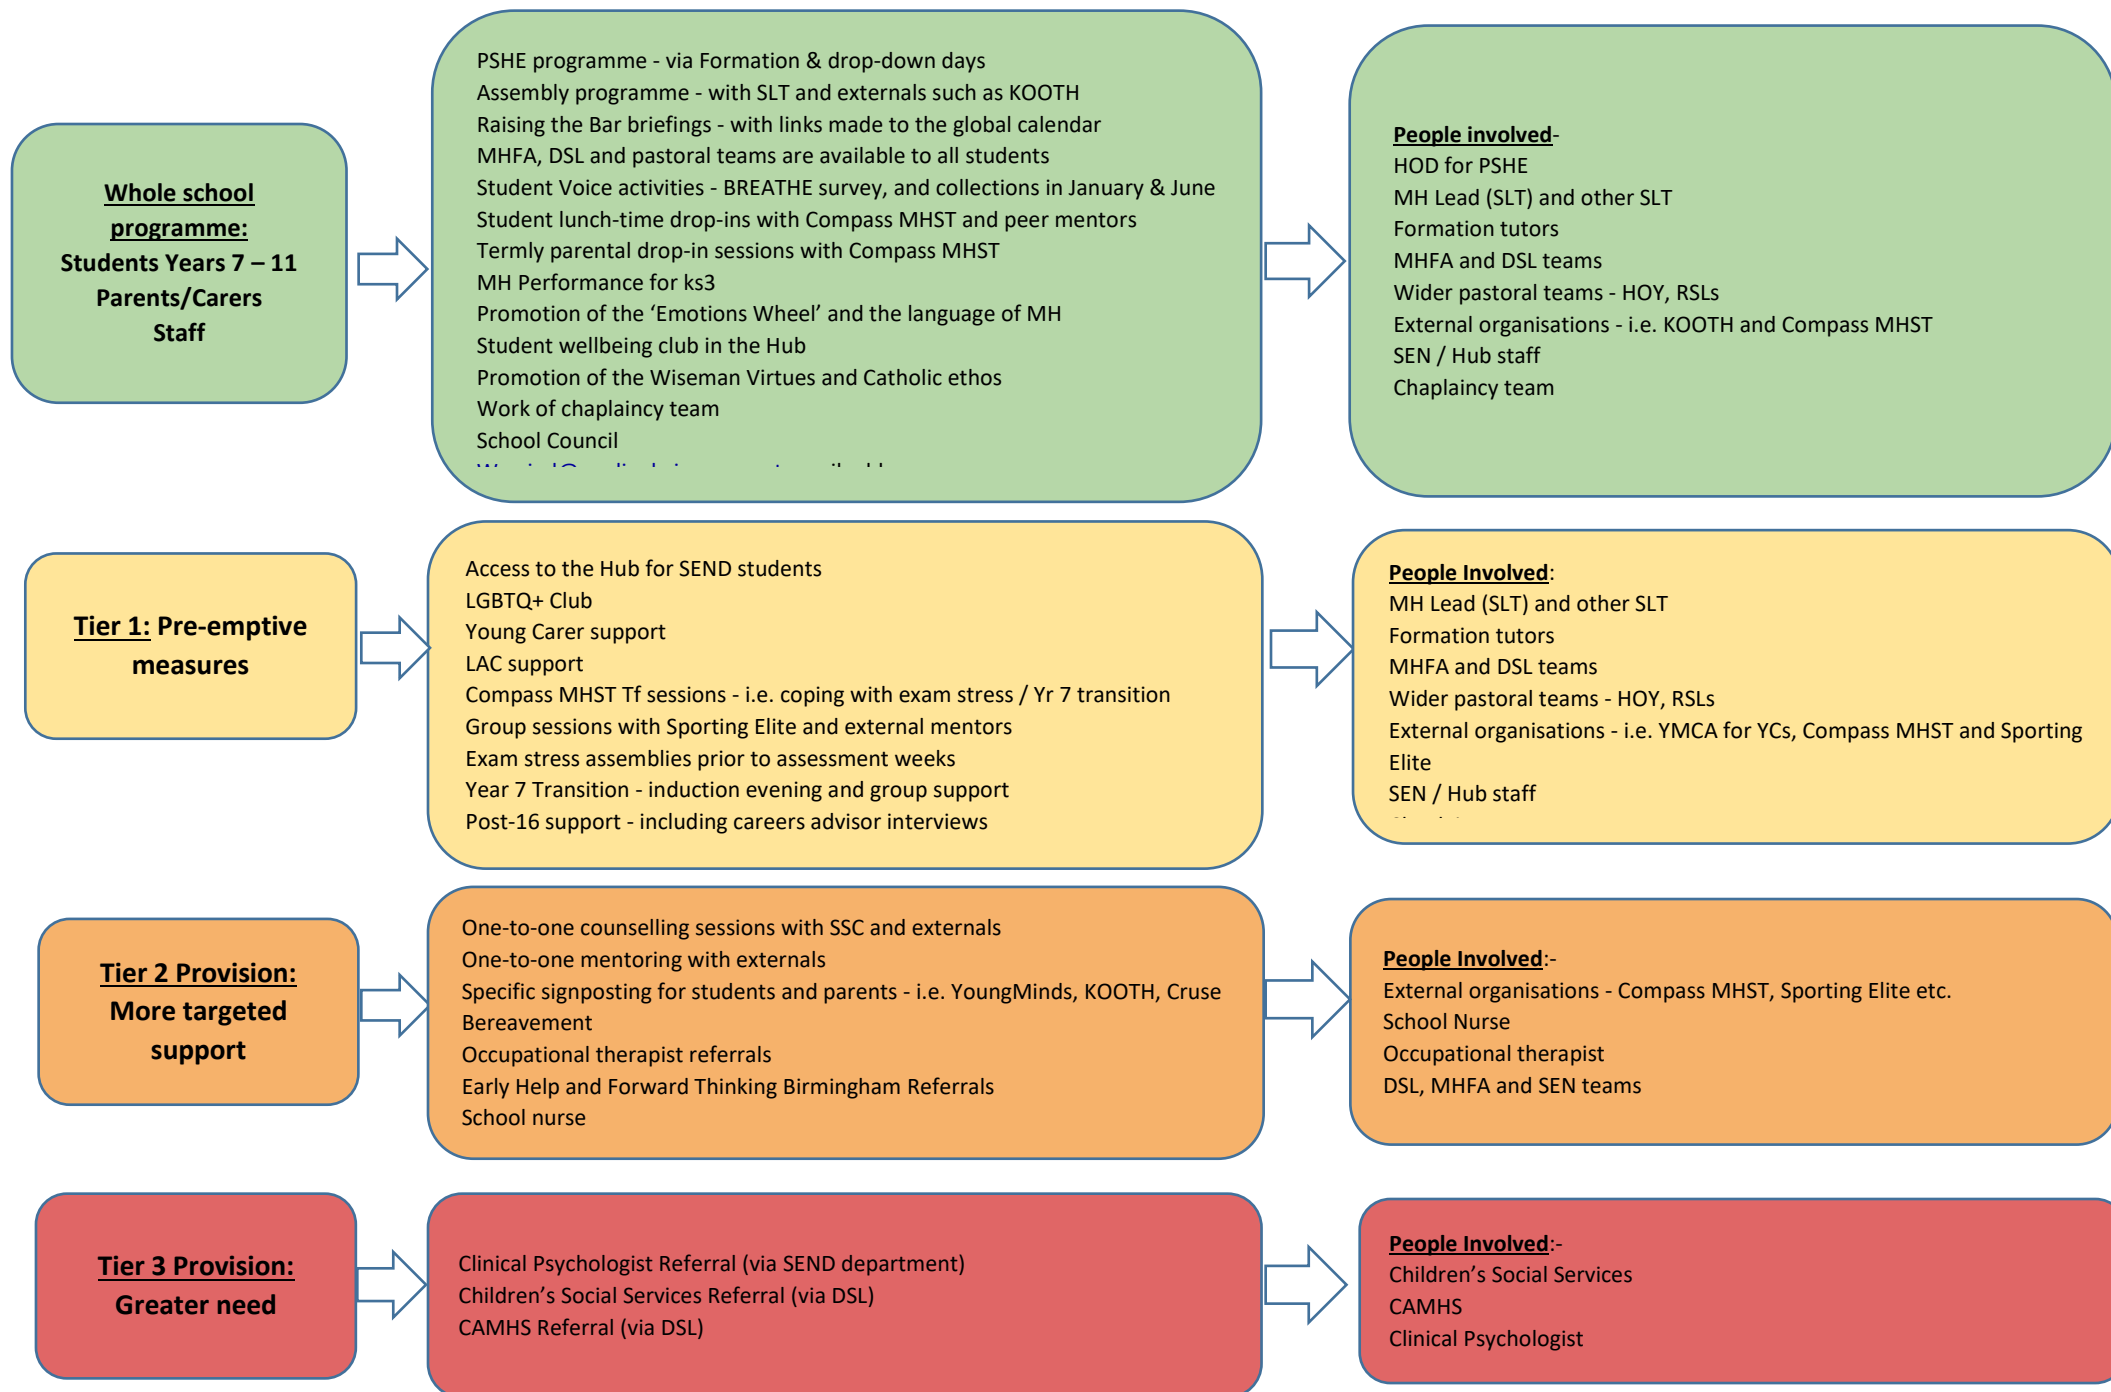 Whole school
programme:
Students Years 7 – 11
Parents/Carers
Staff
PSHE programme - via Formation & drop-down days
Assembly programme - with SLT and externals such as KOOTH
Raising the Bar briefings - with links made to the global calendar
MHFA, DSL and pastoral teams are available to all students
Student Voice activities - BREATHE survey, and collections in January & June
Student lunch-time drop-ins with Compass MHST and peer mentors
Termly parental drop-in sessions with Compass MHST
MH Performance for ks3
Promotion of the ‘Emotions Wheel’ and the language of MH
Student wellbeing club in the Hub
Promotion of the Wiseman Virtues and Catholic ethos
Work of chaplaincy team
School Council
People involved-
HOD for PSHE
MH Lead (SLT) and other SLT
Formation tutors
MHFA and DSL teams
Wider pastoral teams - HOY, RSLs
External organisations - i.e. KOOTH and Compass MHST
SEN / Hub staff
Chaplaincy team
Tier 1: Pre-emptive
measures
Access to the Hub for SEND students
LGBTQ+ Club
Young Carer support
LAC support
Compass MHST Tf sessions - i.e. coping with exam stress / Yr 7 transition
Group sessions with Sporting Elite and external mentors
Exam stress assemblies prior to assessment weeks
Year 7 Transition - induction evening and group support
Post-16 support - including careers advisor interviews
People Involved:
MH Lead (SLT) and other SLT
Formation tutors
MHFA and DSL teams
Wider pastoral teams - HOY, RSLs
External organisations - i.e. YMCA for YCs, Compass MHST and Sporting
Elite
SEN / Hub staff
Tier 2 Provision:
More targeted
support
One-to-one counselling sessions with SSC and externals
One-to-one mentoring with externals
Specific signposting for students and parents - i.e. YoungMinds, KOOTH, Cruse
Bereavement
Occupational therapist referrals
Early Help and Forward Thinking Birmingham Referrals
School nurse
People Involved:-
External organisations - Compass MHST, Sporting Elite etc.
School Nurse
Occupational therapist
DSL, MHFA and SEN teams
Tier 3 Provision:
Greater need
Clinical Psychologist Referral (via SEND department)
Children’s Social Services Referral (via DSL)
CAMHS Referral (via DSL)
People Involved:-
Children’s Social Services
CAMHS
Clinical Psychologist